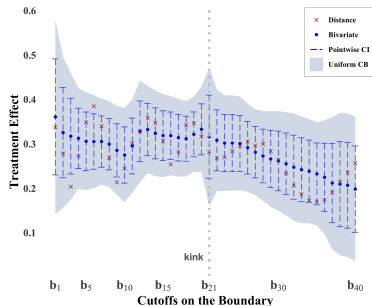 0.6
0.5
0.4
0.3
0.2
0.1
Treatment Effect
Distance
Bivariate
Pointwise CI
Uniform CB
kink
b1 b5 b10 b15 b21 b30 b40
Cutoffs on the Boundary